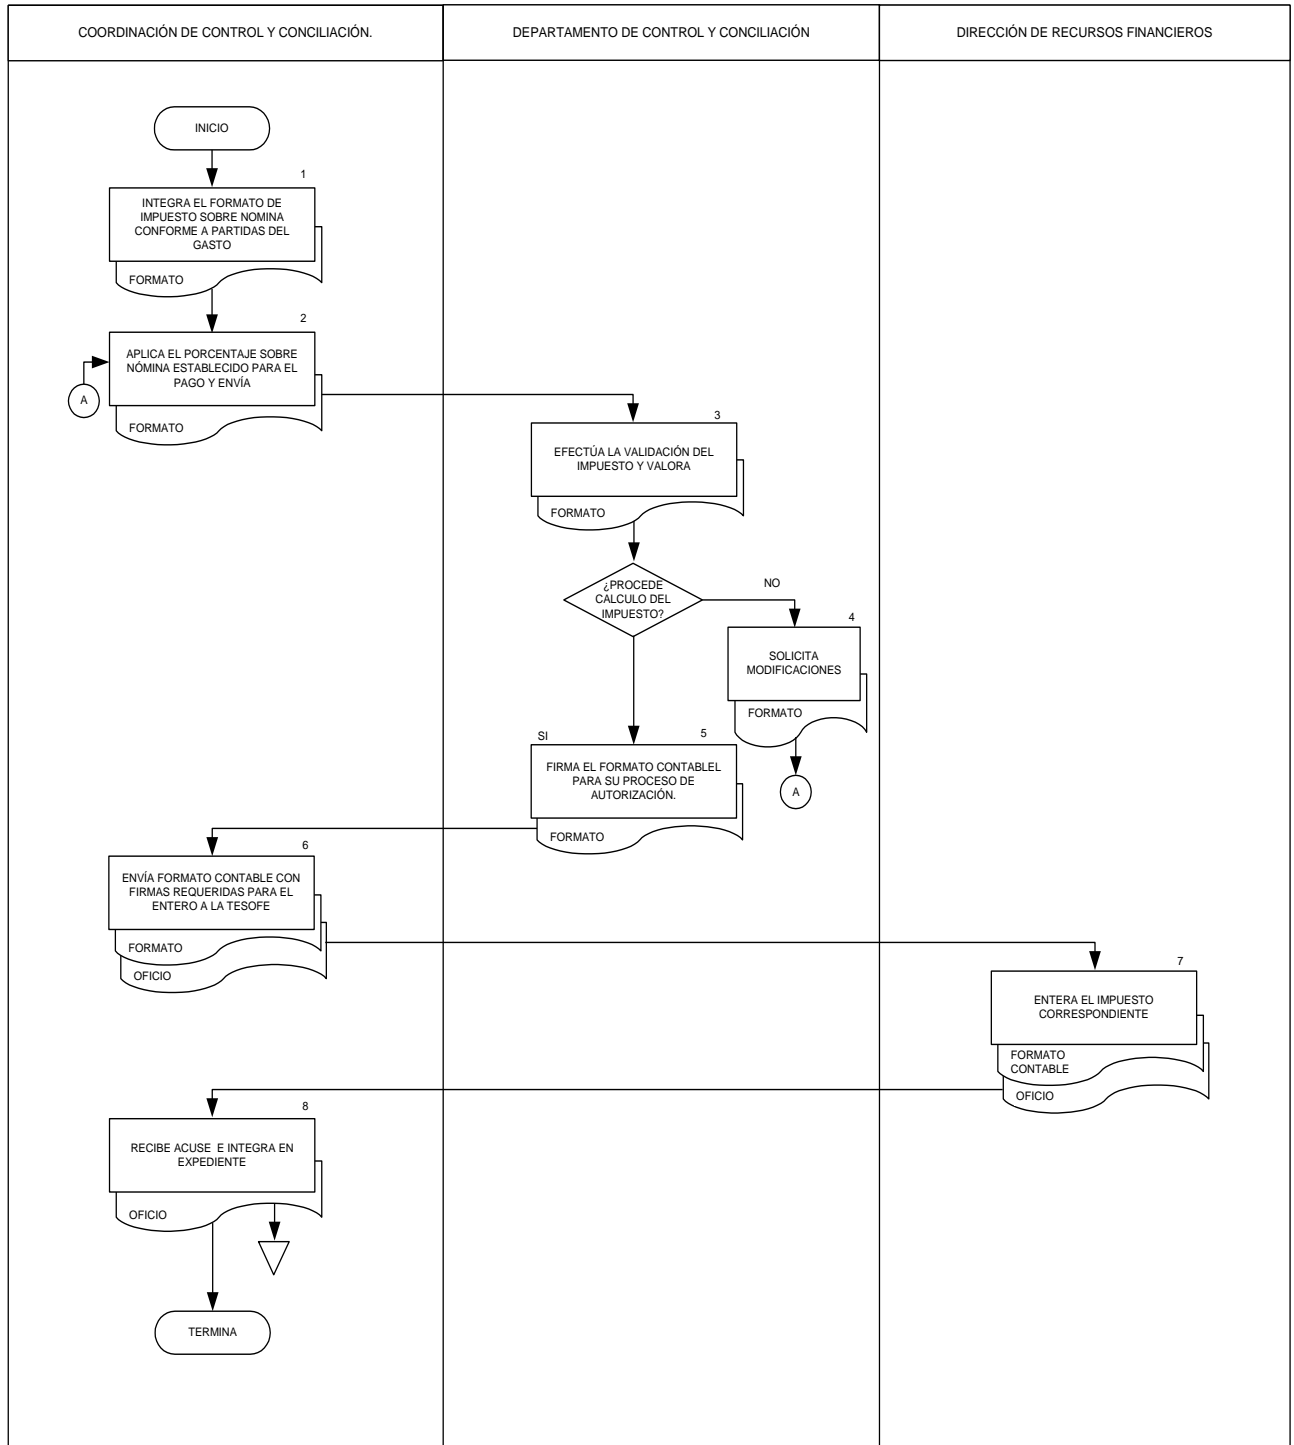 COORDINACIÓN DE CONTROL Y CONCILIACIÓN.
DEPARTAMENTO DE CONTROL Y CONCILIACIÓN
DIRECCIÓN DE RECURSOS FINANCIEROS
INICIO
1
INTEGRA EL FORMATO DE
IMPUESTO SOBRE NOMINA
CONFORME A PARTIDAS DEL
GASTO
FORMATO
2
APLICA EL PORCENTAJE SOBRE
NÓMINA ESTABLECIDO PARA EL
PAGO Y ENVÍA
A
FORMATO
3
EFECTÚA LA VALIDACIÓN DEL
IMPUESTO Y VALORA
FORMATO
¿PROCEDE
CALCULO DEL
IMPUESTO?
NO
4
SOLICITA
MODIFICACIONES
FORMATO
A
SI
5
FIRMA EL FORMATO CONTABLEL
PARA SU PROCESO DE
AUTORIZACIÓN.
FORMATO
6
ENVÍA FORMATO CONTABLE CON
FIRMAS REQUERIDAS PARA EL
ENTERO A LA TESOFE
FORMATO
OFICIO
7
ENTERA EL IMPUESTO
CORRESPONDIENTE
FORMATO
CONTABLE
OFICIO
8
RECIBE ACUSE E INTEGRA EN
EXPEDIENTE
OFICIO
TERMINA